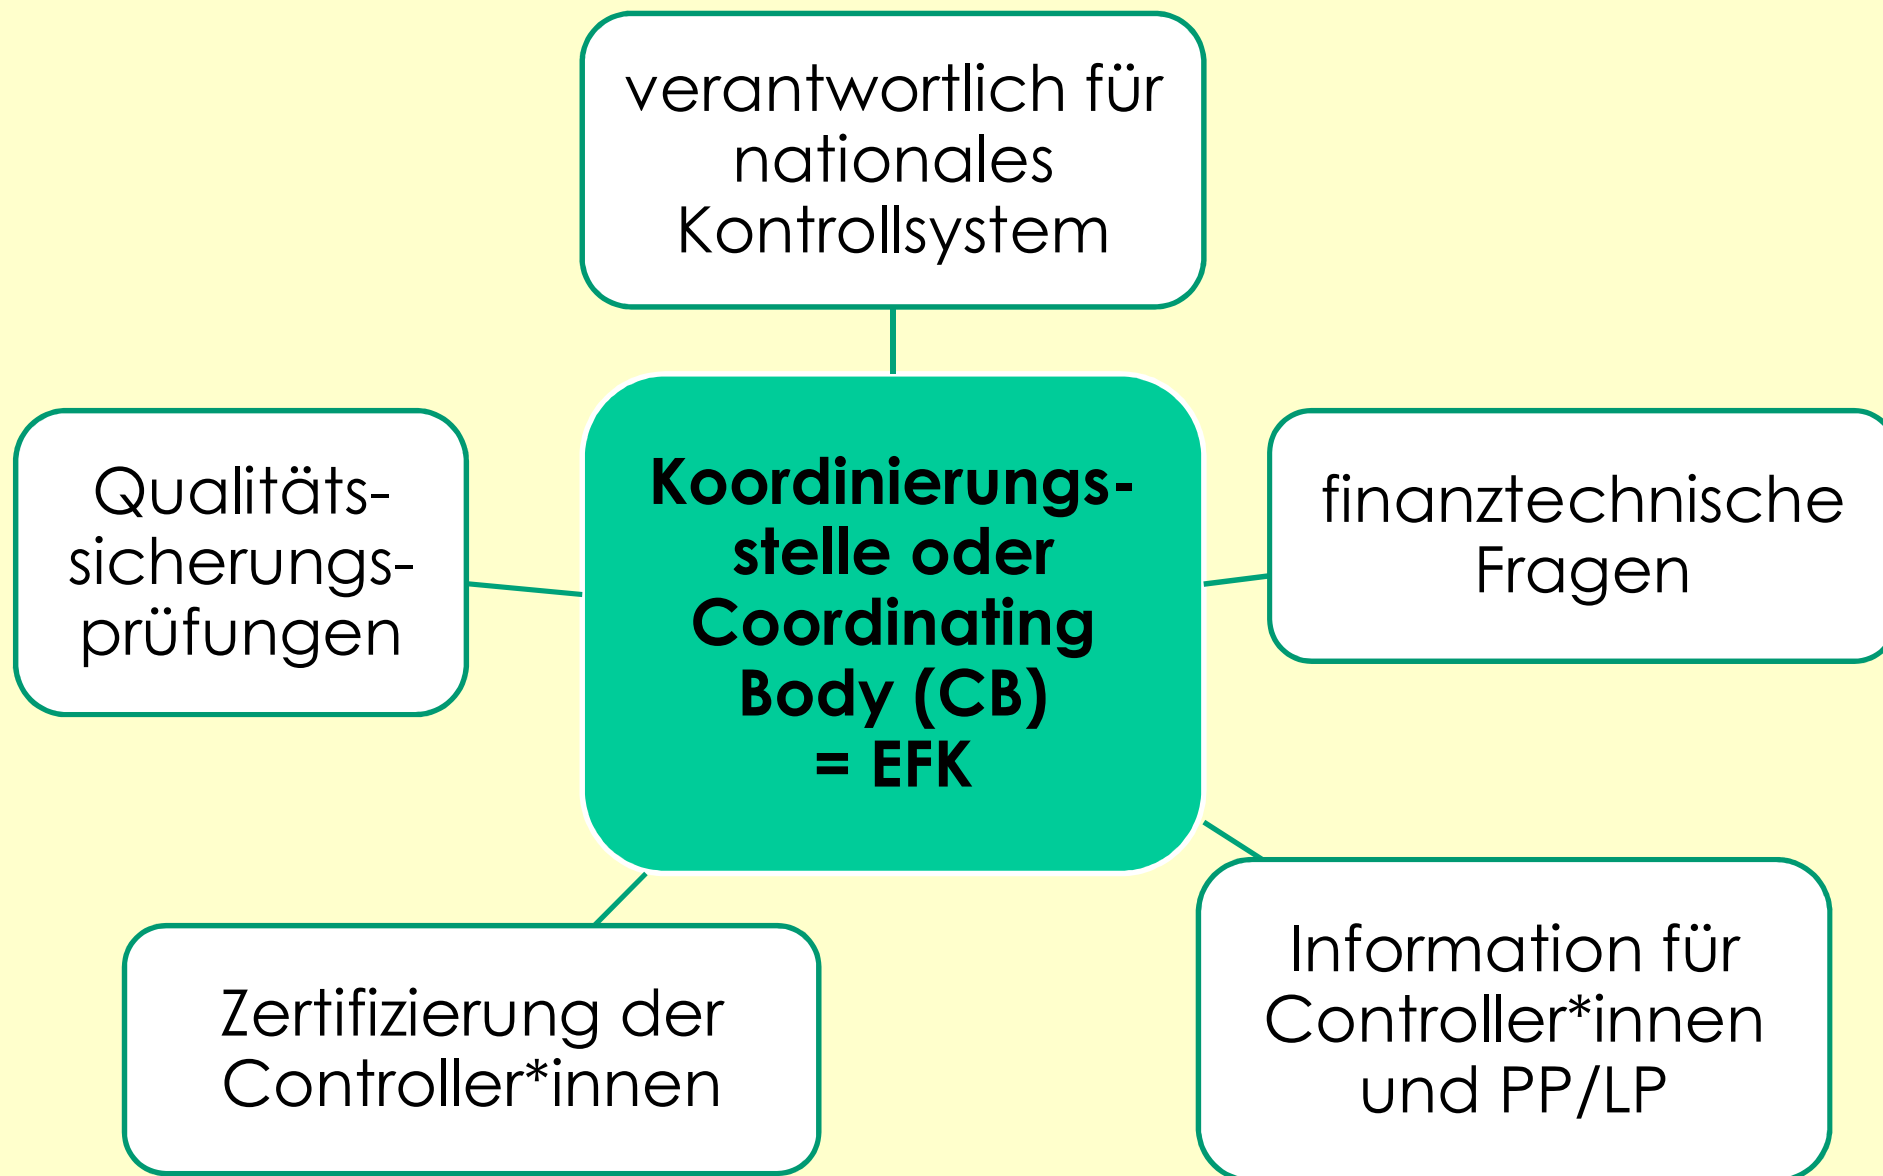 verantwortlich für
nationales
Kontrollsystem
Qualitäts-
sicherungs-
prüfungen
Koordinierungs-
stelle oder
Coordinating
Body (CB)
= EFK
finanztechnische
Fragen
Zertifizierung der
Controller*innen
Information für
Controller*innen
und PP/LP